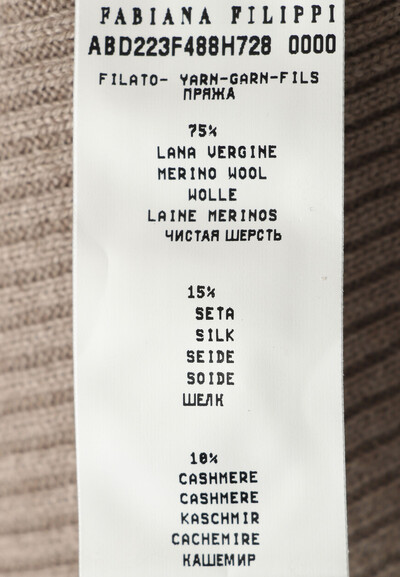 FABIANA FILIPPI
ABD223F488H728 0000
FILATO- YARN-GARN-FILS
ПРЯЖА
75%
LANA VERGINE
MERINO WOOL
WOLLE
LAINE MERINOS
ЧИСТАЯ ШЕРСТЬ
15%
SETA
SILK
SEIDE
SOIDE
ШЕЛК
10%
CASHMERE
CASHMERE
KASCHMIR
CACHEMIRE
КАШЕМИР